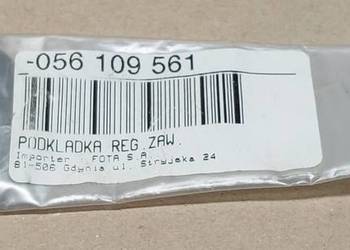 -056 109 561
PODKLADKA REG.ZAW.
Importer : FOTA S.A.
81-506 Gdynia ul. Stryjska 24